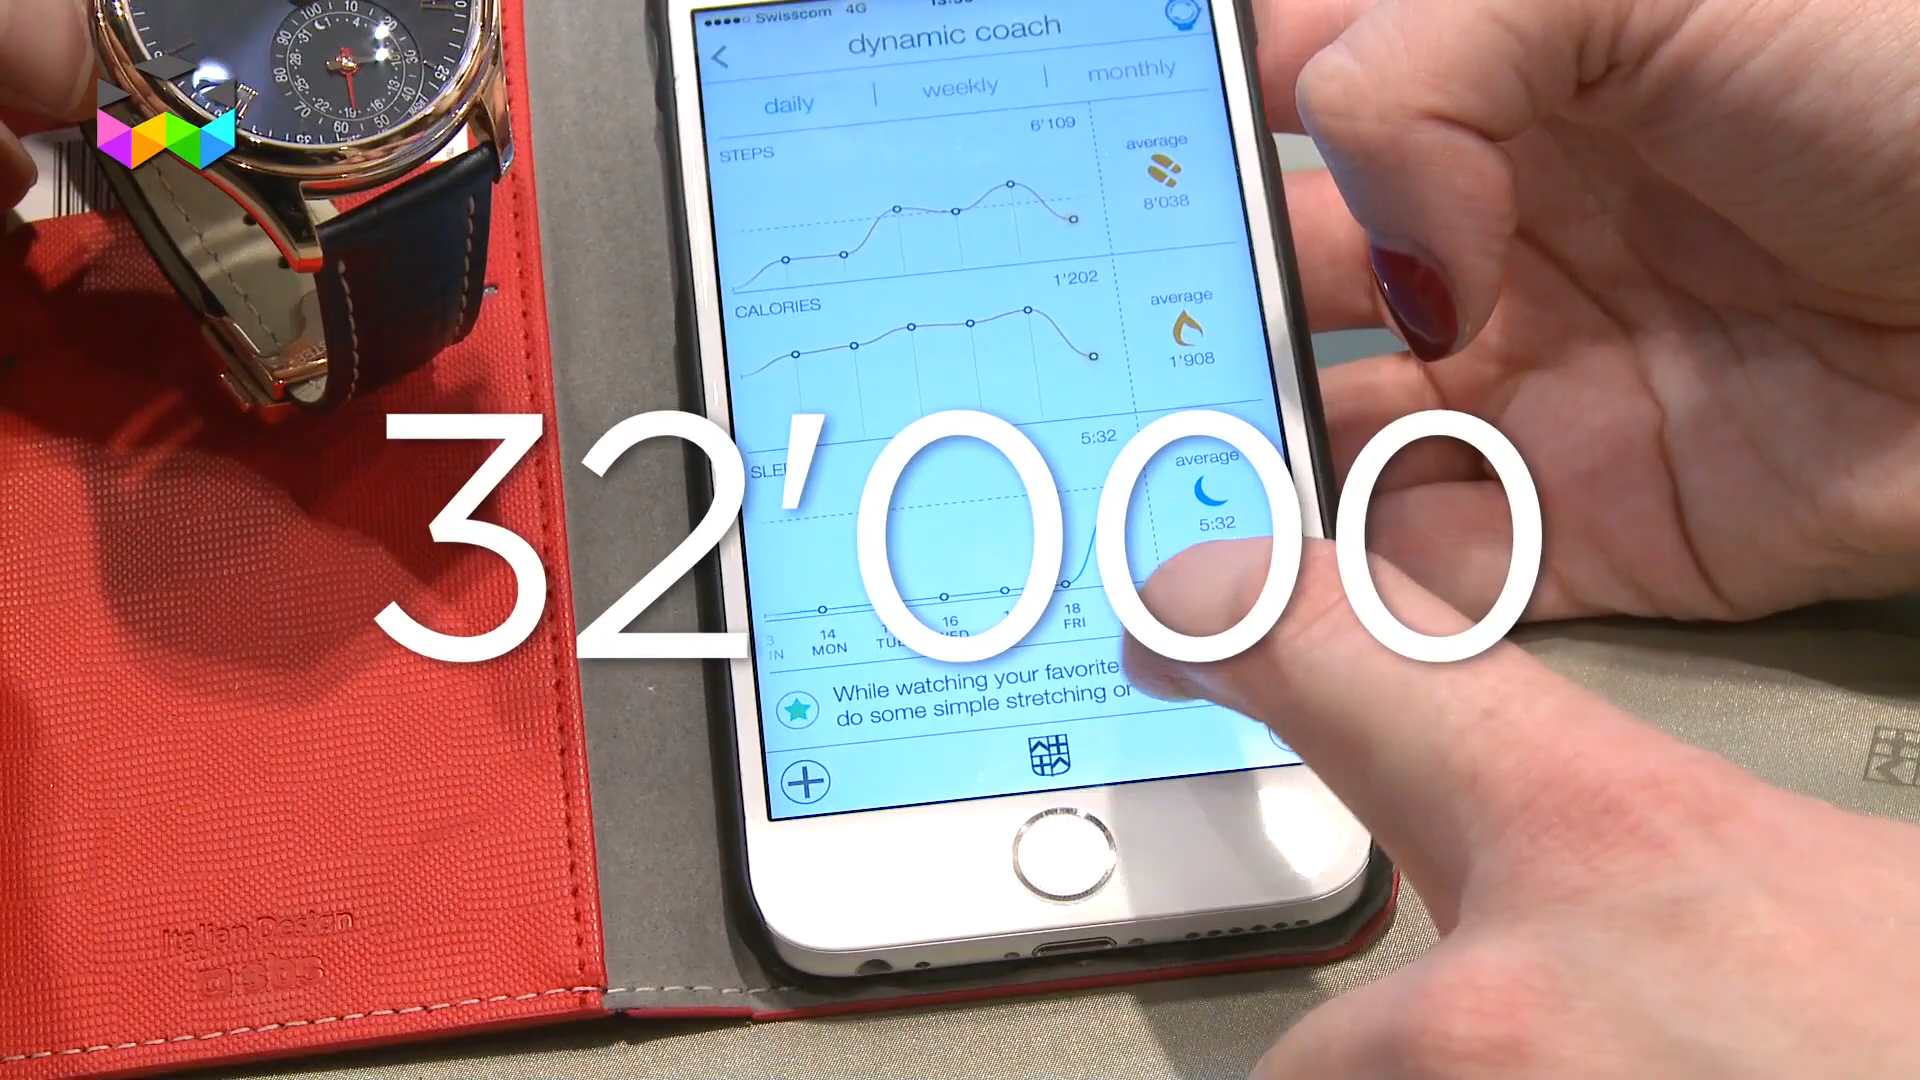 Swisscom 4G
dynamic coach
daily | weekly | monthly
STEPS
6'109
average
8'038
CALORIES
1'202
average
1'908
5:32
average
5:32
32'000
14
MON
16
18
FRI
While watching your favorite
do some simple stretching or
Italian Design
sbs